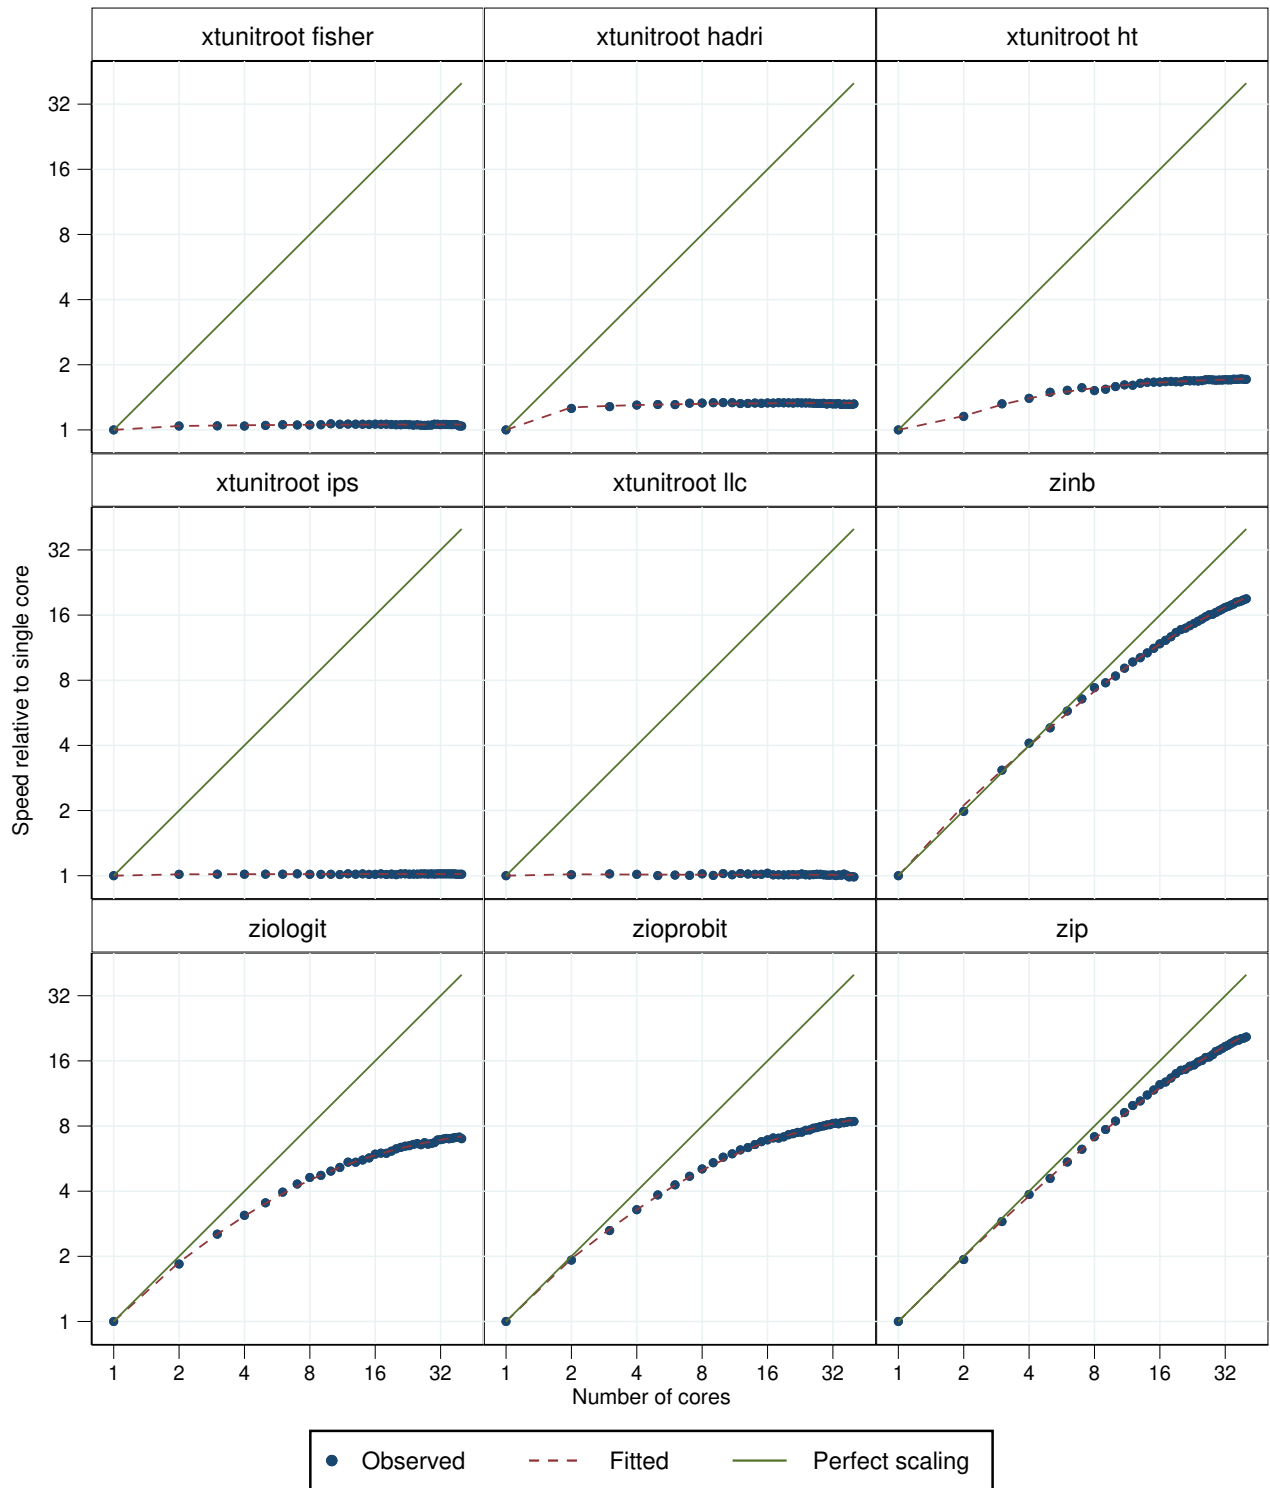 xtunitroot fisher xtunitroot hadri xtunitroot ht
32
16
8
4
2
1
xtunitroot ips xtunitroot llc zinb
32
16
8
4
2
1
Speed relative to single core
ziologit zioprobit zip
32
16
8
4
2
1
1 2 4 8 16 32 1 2 4 8 16 32 1 2 4 8 16 32
Number of cores
Observed Fitted Perfect scaling